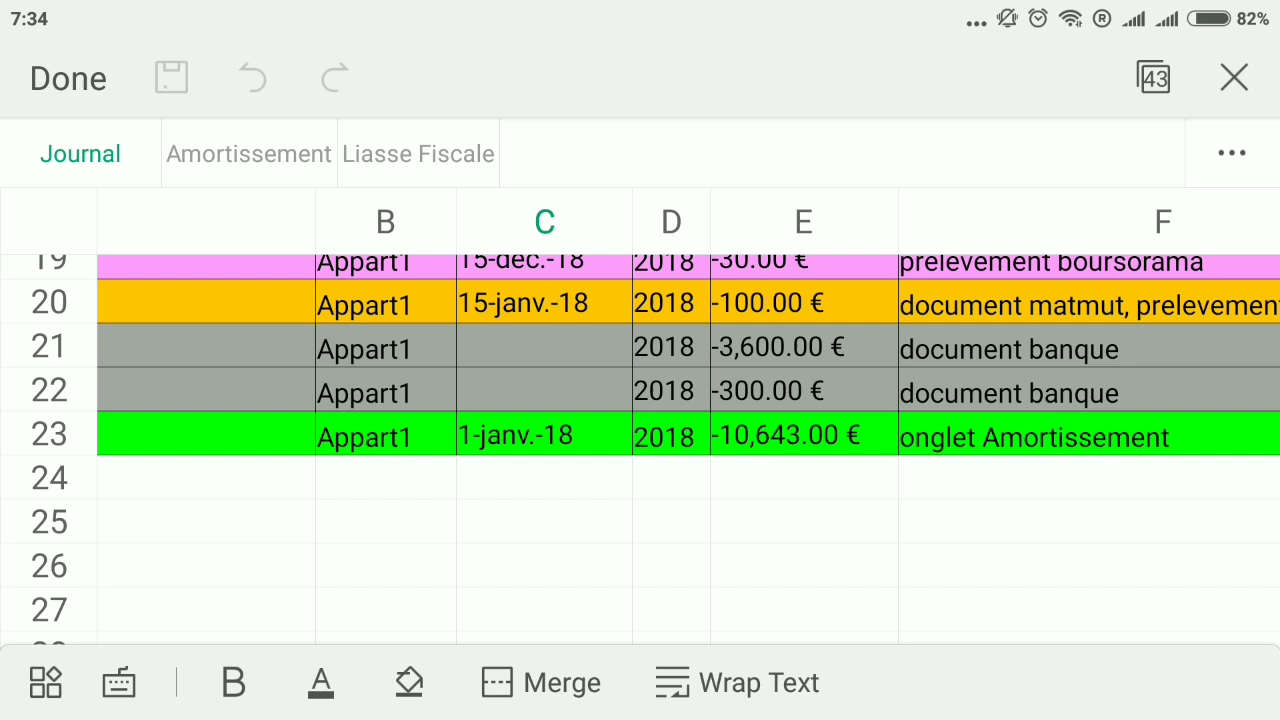 7:34 82%
Done 43
Journal Amortissement Liasse Fiscale
B C D E F
19 Appart1 15-déc.-18 2018 -30.00 € prelevement boursorama
20 Appart1 15-janv.-18 2018 -100.00 € document matmut, prelevement
21 Appart1 2018 -3,600.00 € document banque
22 Appart1 2018 -300.00 € document banque
23 Appart1 1-janv.-18 2018 -10,643.00 € onglet Amortissement
24
25
26
27
B A Merge Wrap Text